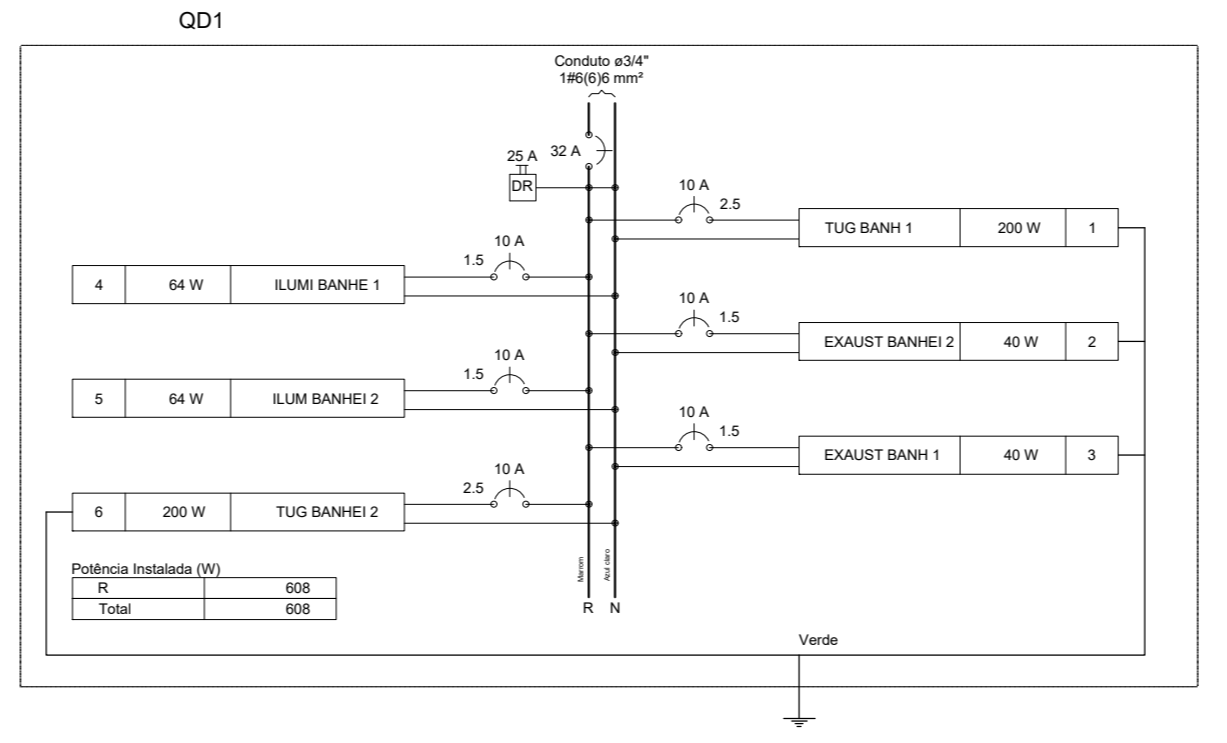 QD1
Conduto ø3/4"
1#6(6)6 mm²
25 A
32 A
DR
10 A
2.5
TUG BANH 1 200 W 1
10 A
1.5
4 64 W ILUMI BANHE 1
10 A
1.5
EXAUST BANHEI 2 40 W 2
10 A
1.5
5 64 W ILUM BANHEI 2
10 A
1.5
EXAUST BANH 1 40 W 3
10 A
2.5
6 200 W TUG BANHEI 2
Marrom
Azul claro
Potência Instalada (W)
R 608
Total 608
R N
Verde